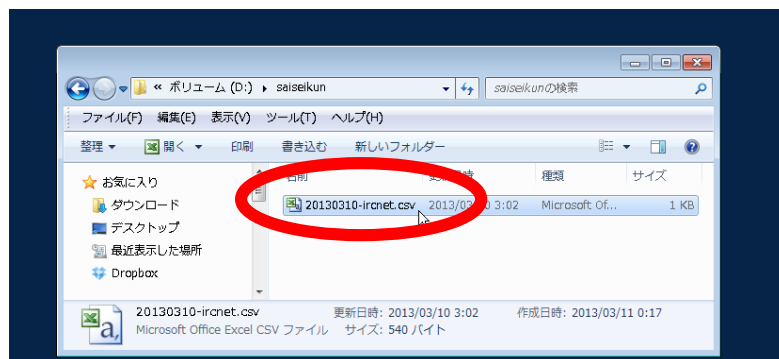 « ボリューム (D:) ▸ saiseikun
saiseikunの検索
ファイル(F) 編集(E) 表示(V) ツール(T) ヘルプ(H)
整理 ▼ 開く ▼ 印刷 書き込む 新しいフォルダー
名前 種類 サイズ
お気に入り
ダウンロード
デスクトップ
最近表示した場所
Dropbox
20130310-ircnet.csv 3:02 Microsoft Of... 1 KB
20130310-ircnet.csv 更新日時: 2013/03/10 3:02 作成日時: 2013/03/11 0:17
Microsoft Office Excel CSV ファイル サイズ: 540 バイト